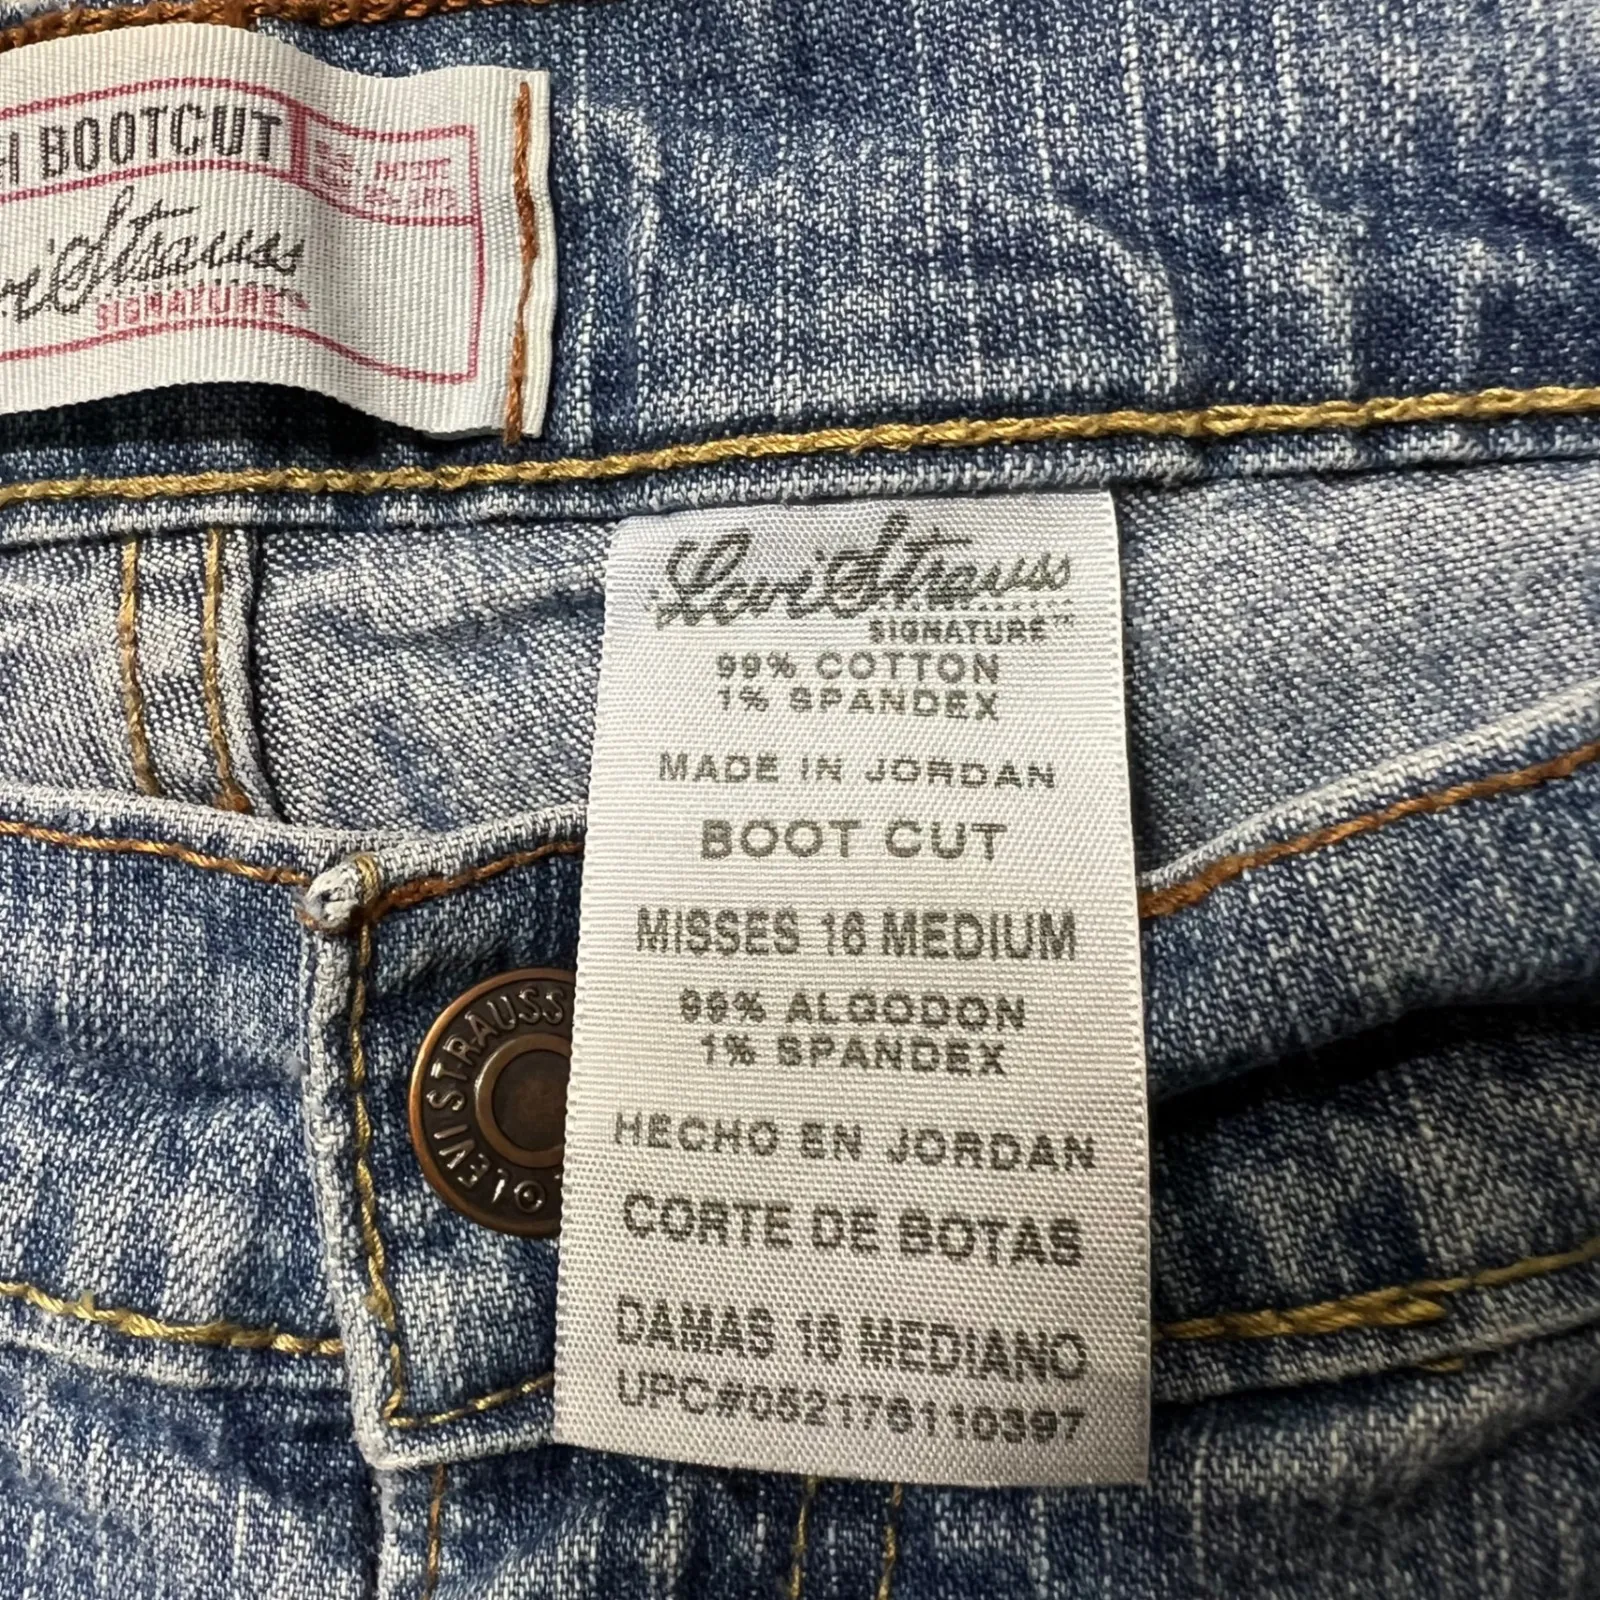 H BOOTCUT
Levi Strauss
SIGNATURE™
Levi Strauss
SIGNATURE™
99% COTTON
1% SPANDEX
MADE IN JORDAN
BOOT CUT
MISSES 16 MEDIUM
99% ALGODON
1% SPANDEX
HECHO EN JORDAN
CORTE DE BOTAS
DAMAS 16 MEDIANO
UPC#052176110397
LEVI STRAUSS